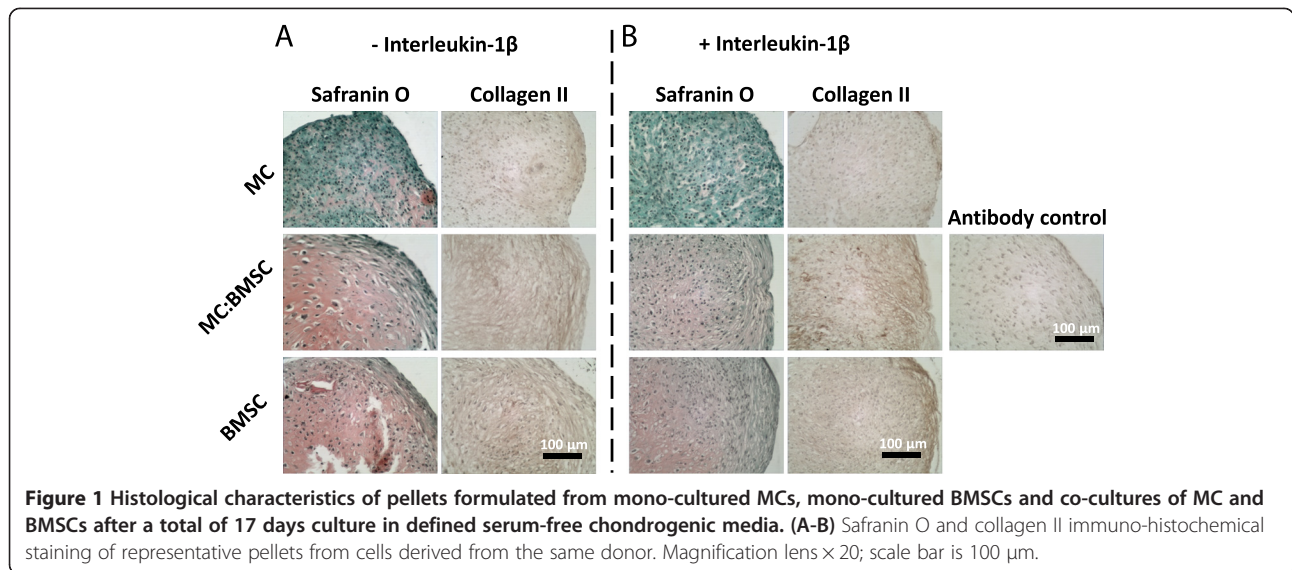 A
- Interleukin-1β
B
+ Interleukin-1β
Safranin O
Collagen II
Safranin O
Collagen II
MC
Antibody control
MC:BMSC
100 µm
BMSC
100 µm
100 µm
Figure 1 Histological characteristics of pellets formulated from mono-cultured MCs, mono-cultured BMSCs and co-cultures of MC and
BMSCs after a total of 17 days culture in defined serum-free chondrogenic media. (A-B) Safranin O and collagen II immuno-histochemical
staining of representative pellets from cells derived from the same donor. Magnification lens × 20; scale bar is 100 µm.